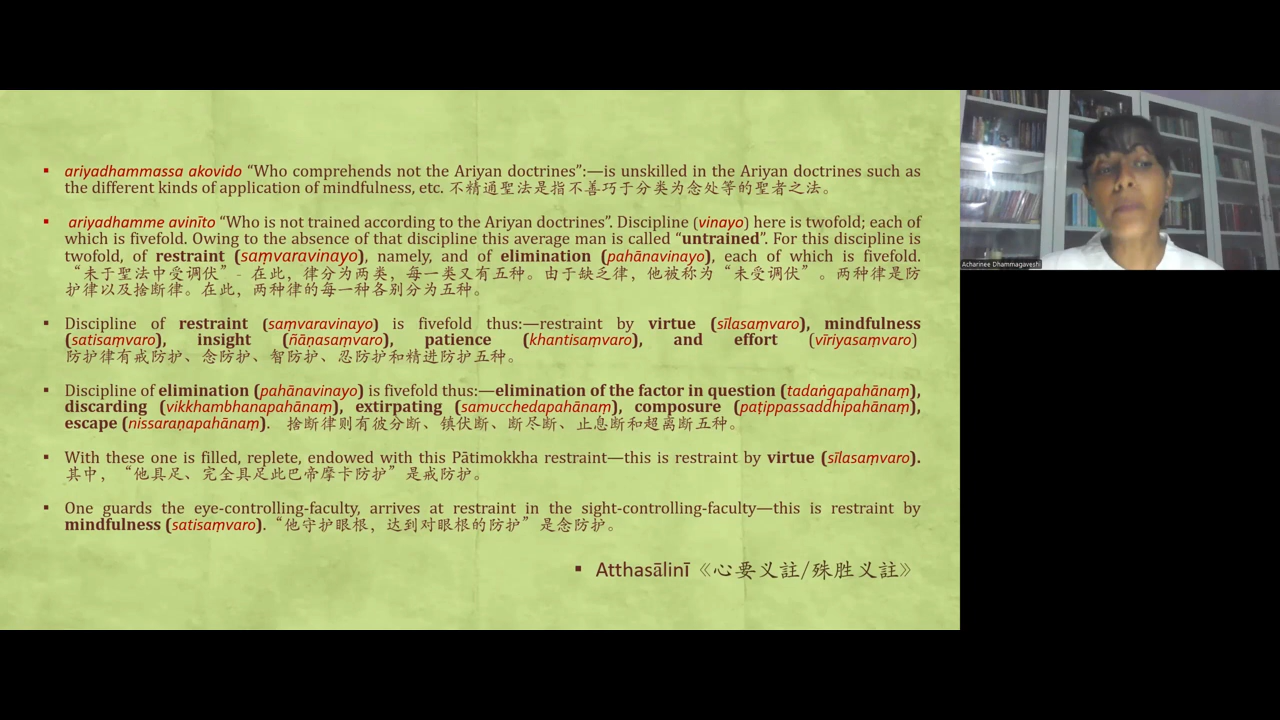 ▪ ariyadhammassa akovido “Who comprehends not the Ariyan doctrines”:—is unskilled in the Ariyan doctrines such as
the different kinds of application of mindfulness, etc. 不精通聖法是指不善巧于分类为念处等的聖者之法。
▪ ariyadhamme avinīto “Who is not trained according to the Ariyan doctrines”. Discipline (vinayo) here is twofold; each of
which is fivefold. Owing to the absence of that discipline this average man is called “untrained”. For this discipline is
twofold, of restraint (saṃvaravinayo), namely, and of elimination (pahānavinayo), each of which is fivefold.
“未于聖法中受调伏”- 在此，律分为两类，每一类又有五种。由于缺乏律，他被称为“未受调伏”。两种律是防
护律以及捨断律。在此，两种律的每一种各别分为五种。
▪ Discipline of restraint (saṃvaravinayo) is fivefold thus:—restraint by virtue (sīlasaṃvaro), mindfulness
(satisaṃvaro), insight (ñāṇasaṃvaro), patience (khantisaṃvaro), and effort (vīriyasaṃvaro)
防护律有戒防护、念防护、智防护、忍防护和精进防护五种。
▪ Discipline of elimination (pahānavinayo) is fivefold thus:—elimination of the factor in question (tadaṅgapahānaṃ),
discarding (vikkhambhanapahānaṃ), extirpating (samucchedapahānaṃ), composure (paṭippassaddhipahānaṃ),
escape (nissaraṇapahānaṃ). 捨断律则有彼分断、镇伏断、断尽断、止息断和超离断五种。
▪ With these one is filled, replete, endowed with this Pātimokkha restraint—this is restraint by virtue (sīlasaṃvaro).
其中，“他具足、完全具足此巴帝摩卡防护”是戒防护。
▪ One guards the eye-controlling-faculty, arrives at restraint in the sight-controlling-faculty—this is restraint by
mindfulness (satisaṃvaro). “他守护眼根，达到对眼根的防护”是念防护。
▪ Atthasālinī《心要义註/殊胜义註》
Acharinee Dhammagaveshi